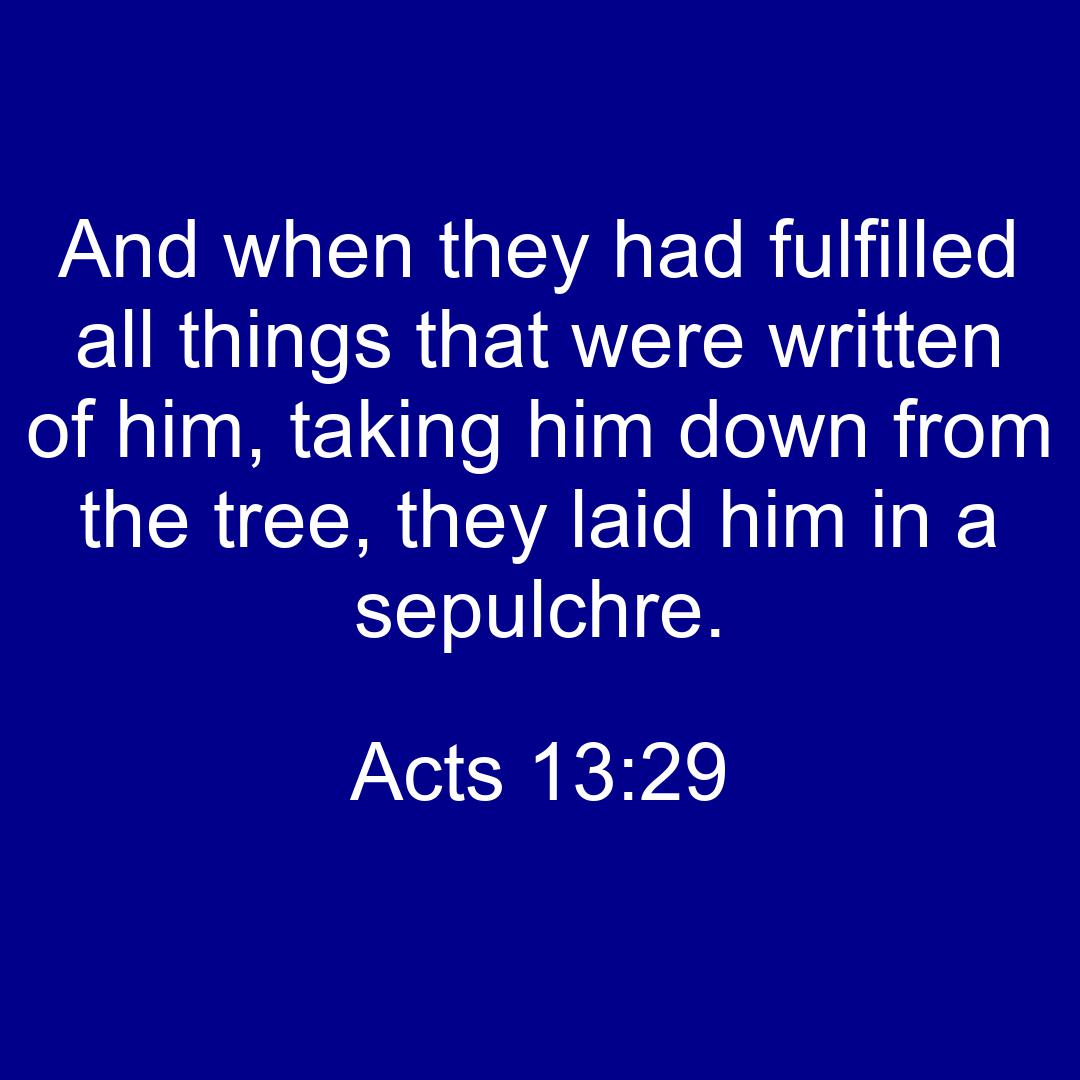 And when they had fulfilled
all things that were written
of him, taking him down from
the tree, they laid him in a
sepulchre.
Acts 13:29